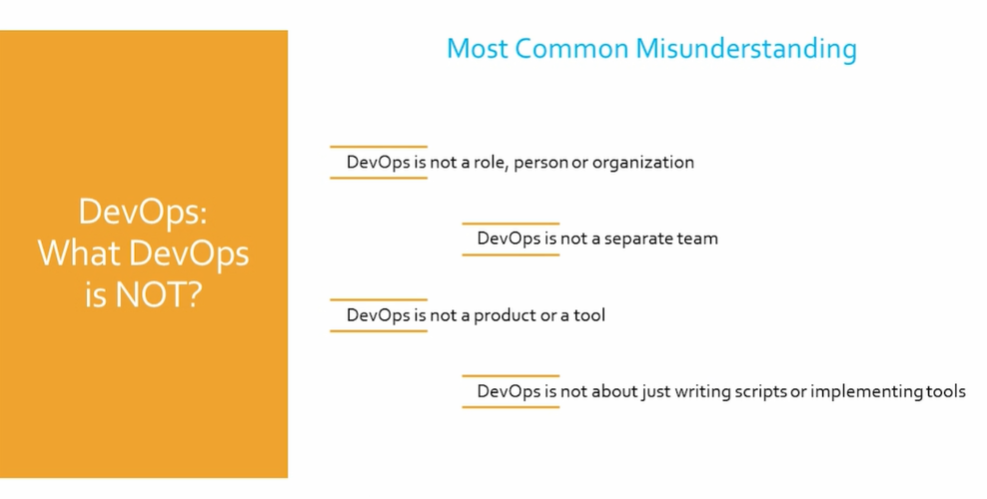 Most Common Misunderstanding
DevOps:
What DevOps
is NOT?
DevOps is not a role, person or organization
DevOps is not a separate team
DevOps is not a product or a tool
DevOps is not about just writing scripts or implementing tools